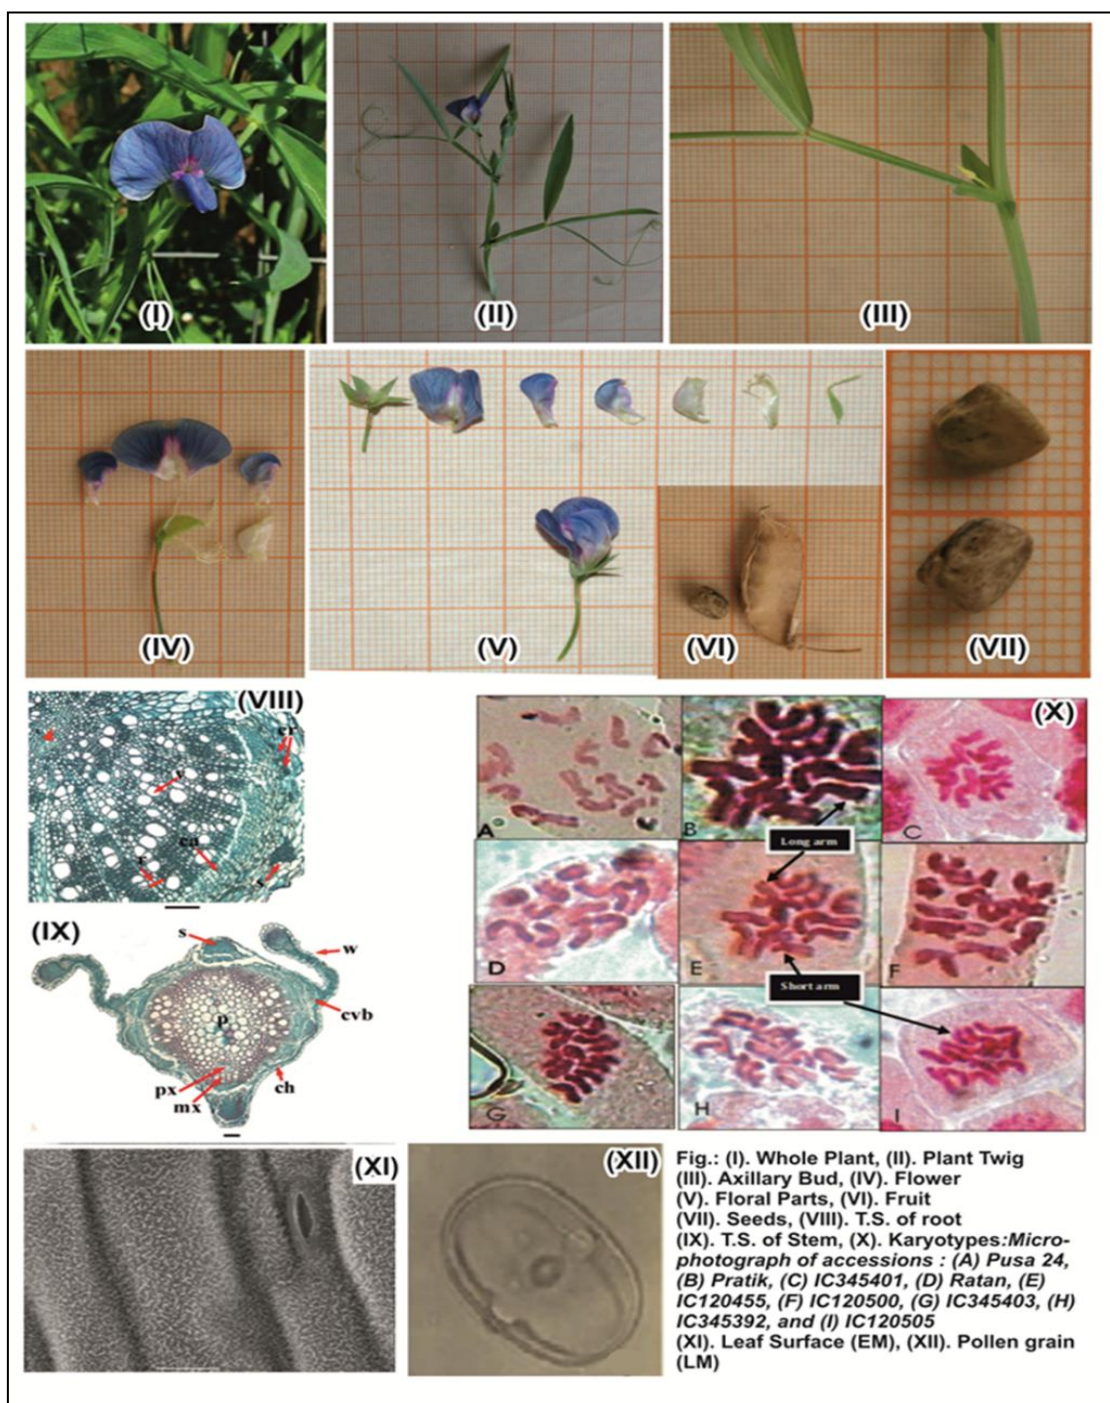 (I)
(II)
(III)
(IV)
(V)
(VI)
(VII)
(VIII)
er
v
ca
r
s
(IX)
s
w
cvb
p
px
mx
ch
(X)
A
B
C
Long arm
D
E
F
Short arm
G
H
I
(XI)
(XII)
Fig.: (I). Whole Plant, (II). Plant Twig
(III). Axillary Bud, (IV). Flower
(V). Floral Parts, (VI). Fruit
(VII). Seeds, (VIII). T.S. of root
(IX). T.S. of Stem, (X). Karyotypes:Micro-
photograph of accessions : (A) Pusa 24,
(B) Pratik, (C) IC345401, (D) Ratan, (E)
IC120455, (F) IC120500, (G) IC345403, (H)
IC345392, and (I) IC120505
(XI). Leaf Surface (EM), (XII). Pollen grain
(LM)